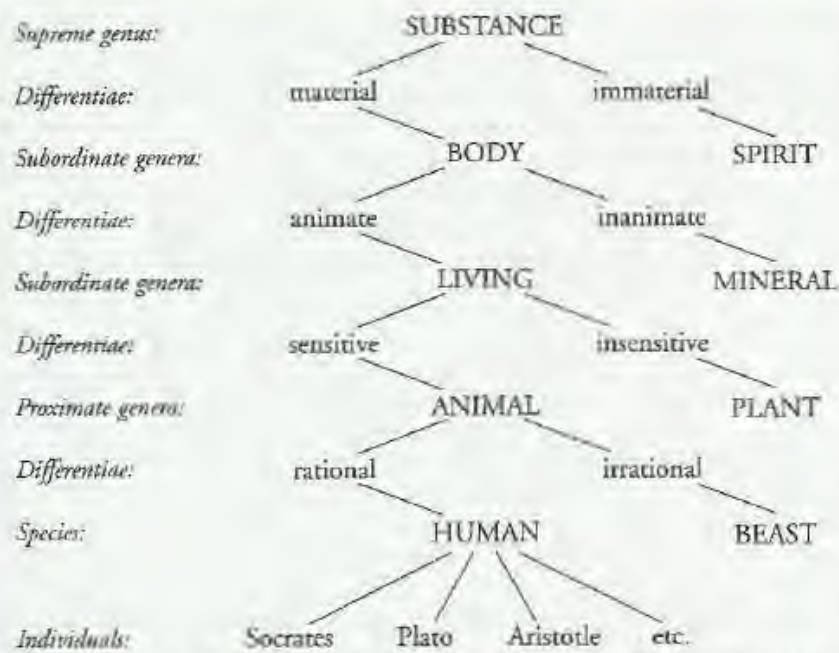 Supreme genus: SUBSTANCE
Differentiae: material immaterial
Subordinate genera: BODY SPIRIT
Differentiae: animate inanimate
Subordinate genera: LIVING MINERAL
Differentiae: sensitive insensitive
Proximate genera: ANIMAL PLANT
Differentiae: rational irrational
Species: HUMAN BEAST
Individuals: Socrates Plato Aristotle etc.